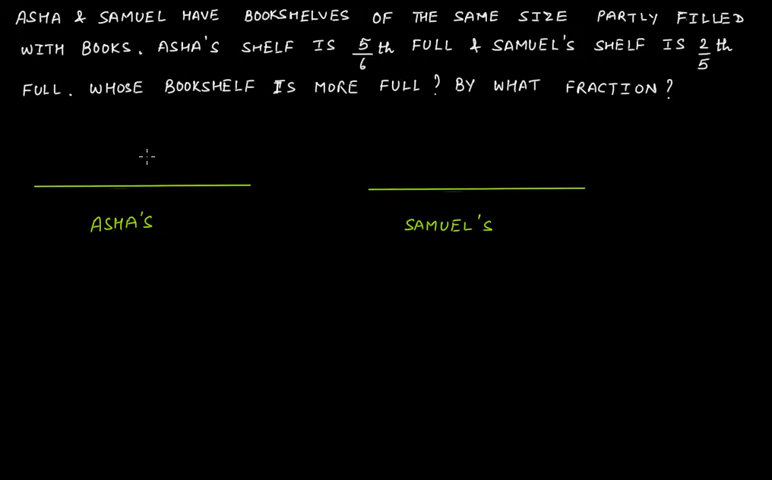 ASHA & SAMUEL HAVE BOOKSHELVES OF THE SAME SIZE PARTLY FILLED
WITH BOOKS. ASHA'S SHELF IS 5/6 th FULL & SAMUEL'S SHELF IS 2/5 th
FULL. WHOSE BOOKSHELF IS MORE FULL? BY WHAT FRACTION?
ASHA'S SAMUEL'S